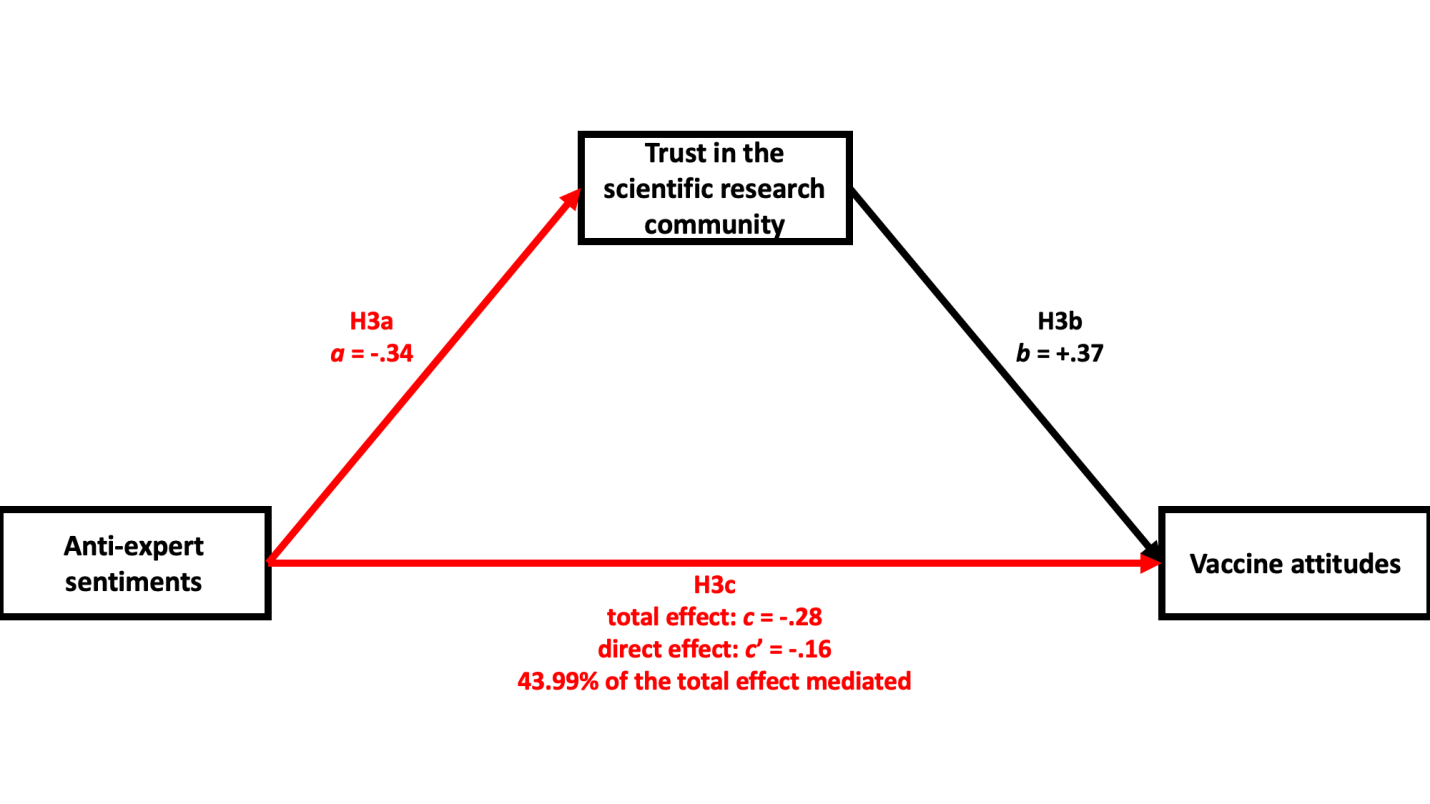 Trust in the
scientific research
community
H3a
a = -.34
H3b
b = +.37
Anti-expert
sentiments
Vaccine attitudes
H3c
total effect: c = -.28
direct effect: c’ = -.16
43.99% of the total effect mediated